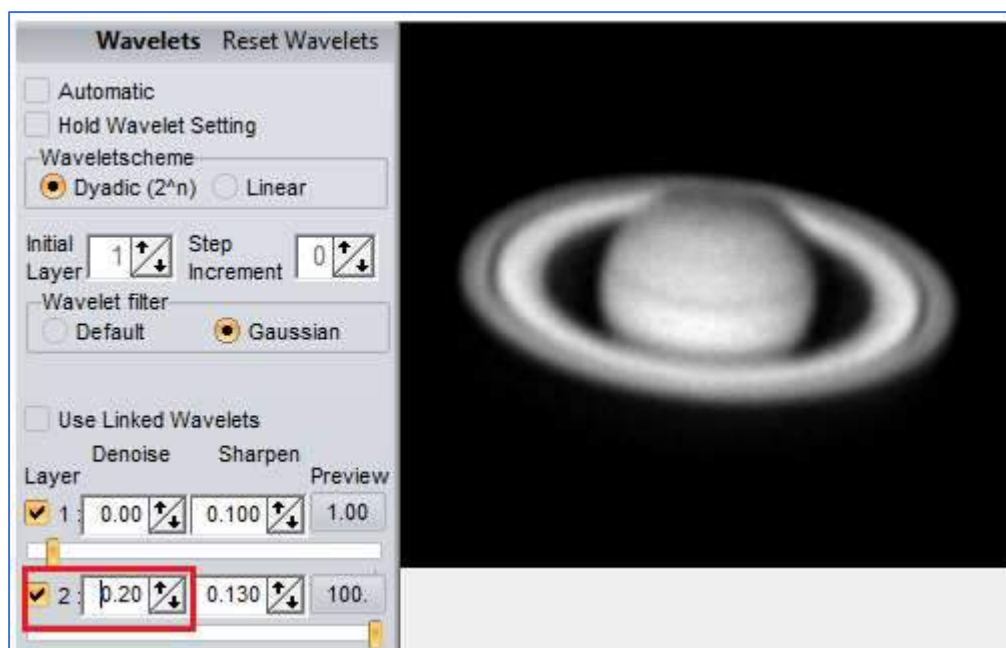 Wavelets Reset Wavelets
Automatic
Hold Wavelet Setting
Waveletscheme
Dyadic (2^n) Linear
Initial Layer 1 Step Increment 0
Wavelet filter
Default Gaussian
Use Linked Wavelets
Denoise Sharpen
Layer Preview
1 : 0.00 0.100 1.00
2 : 0.20 0.130 100.